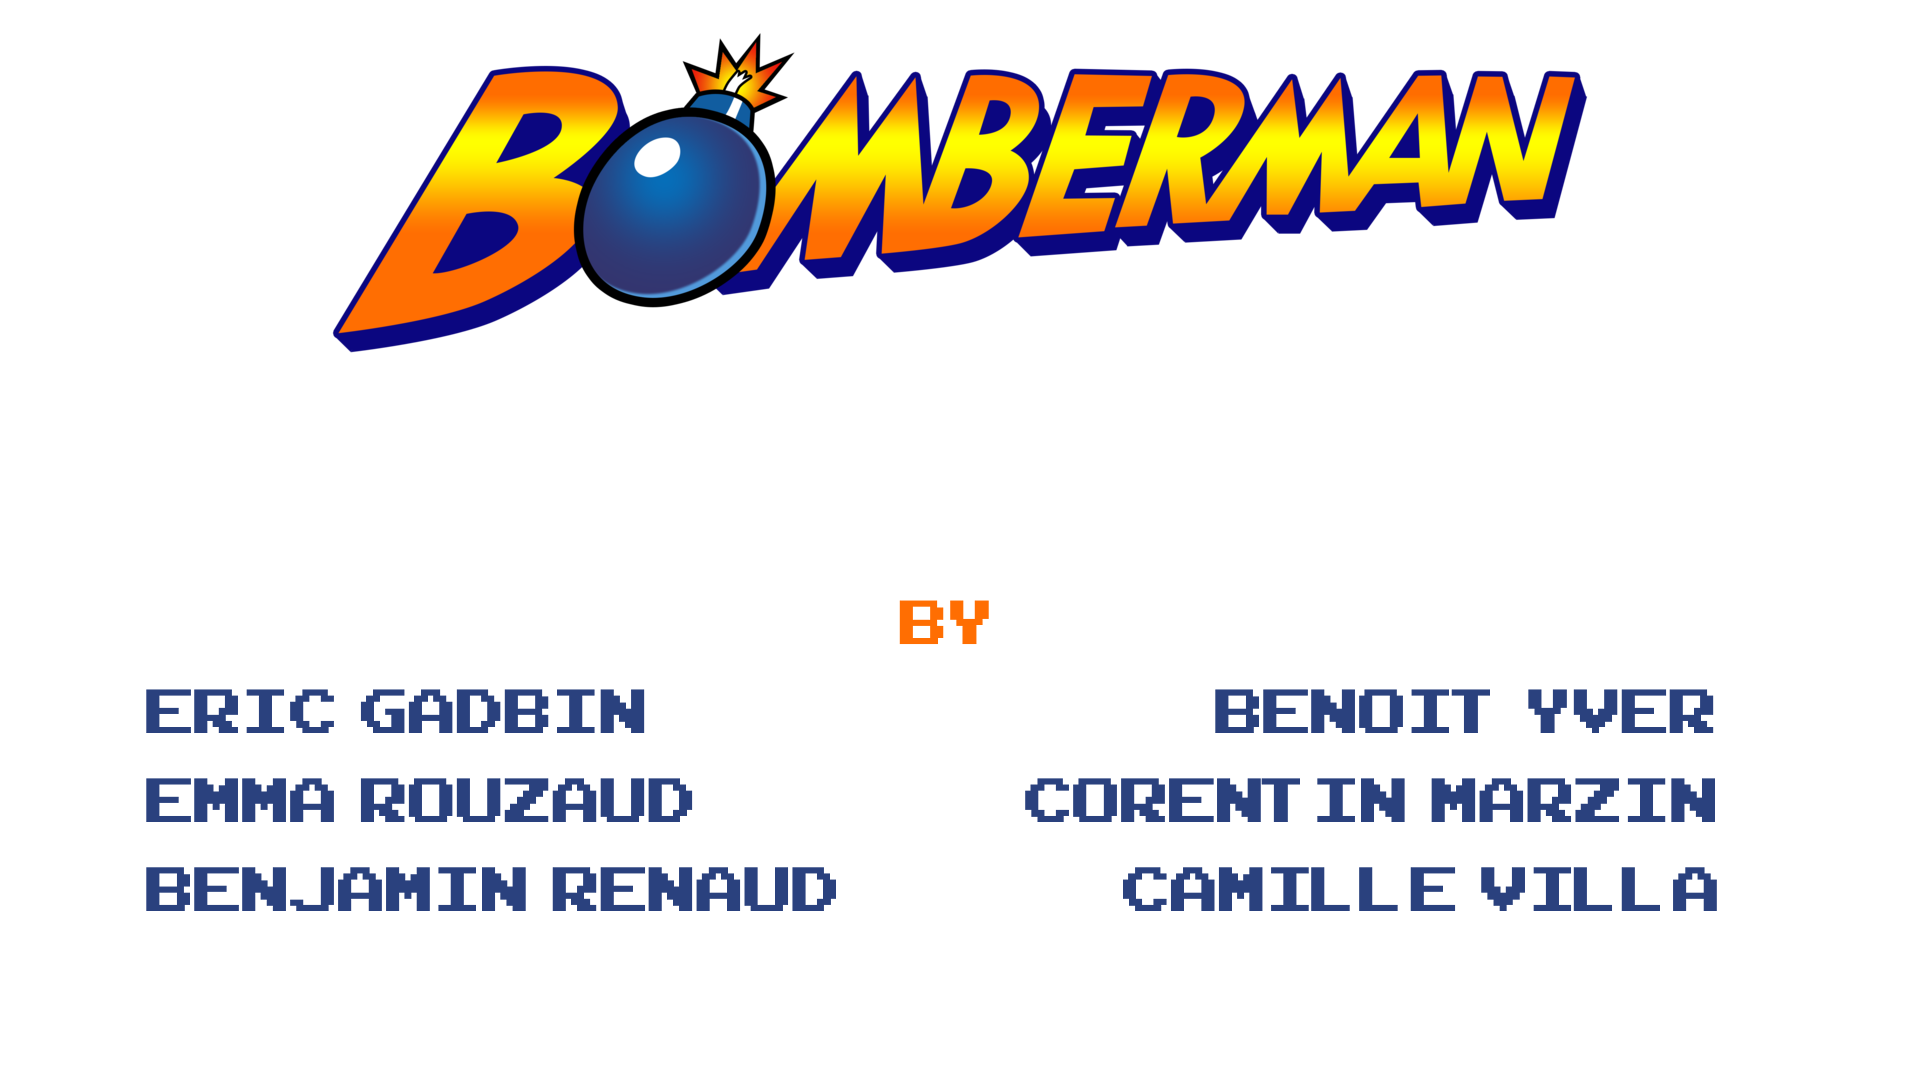 BOMBERMAN
BY
ERIC GADBIN
BENOIT YVER
EMMA ROUZAUD
CORENTIN MARZIN
BENJAMIN RENAUD
CAMILLE VILLA